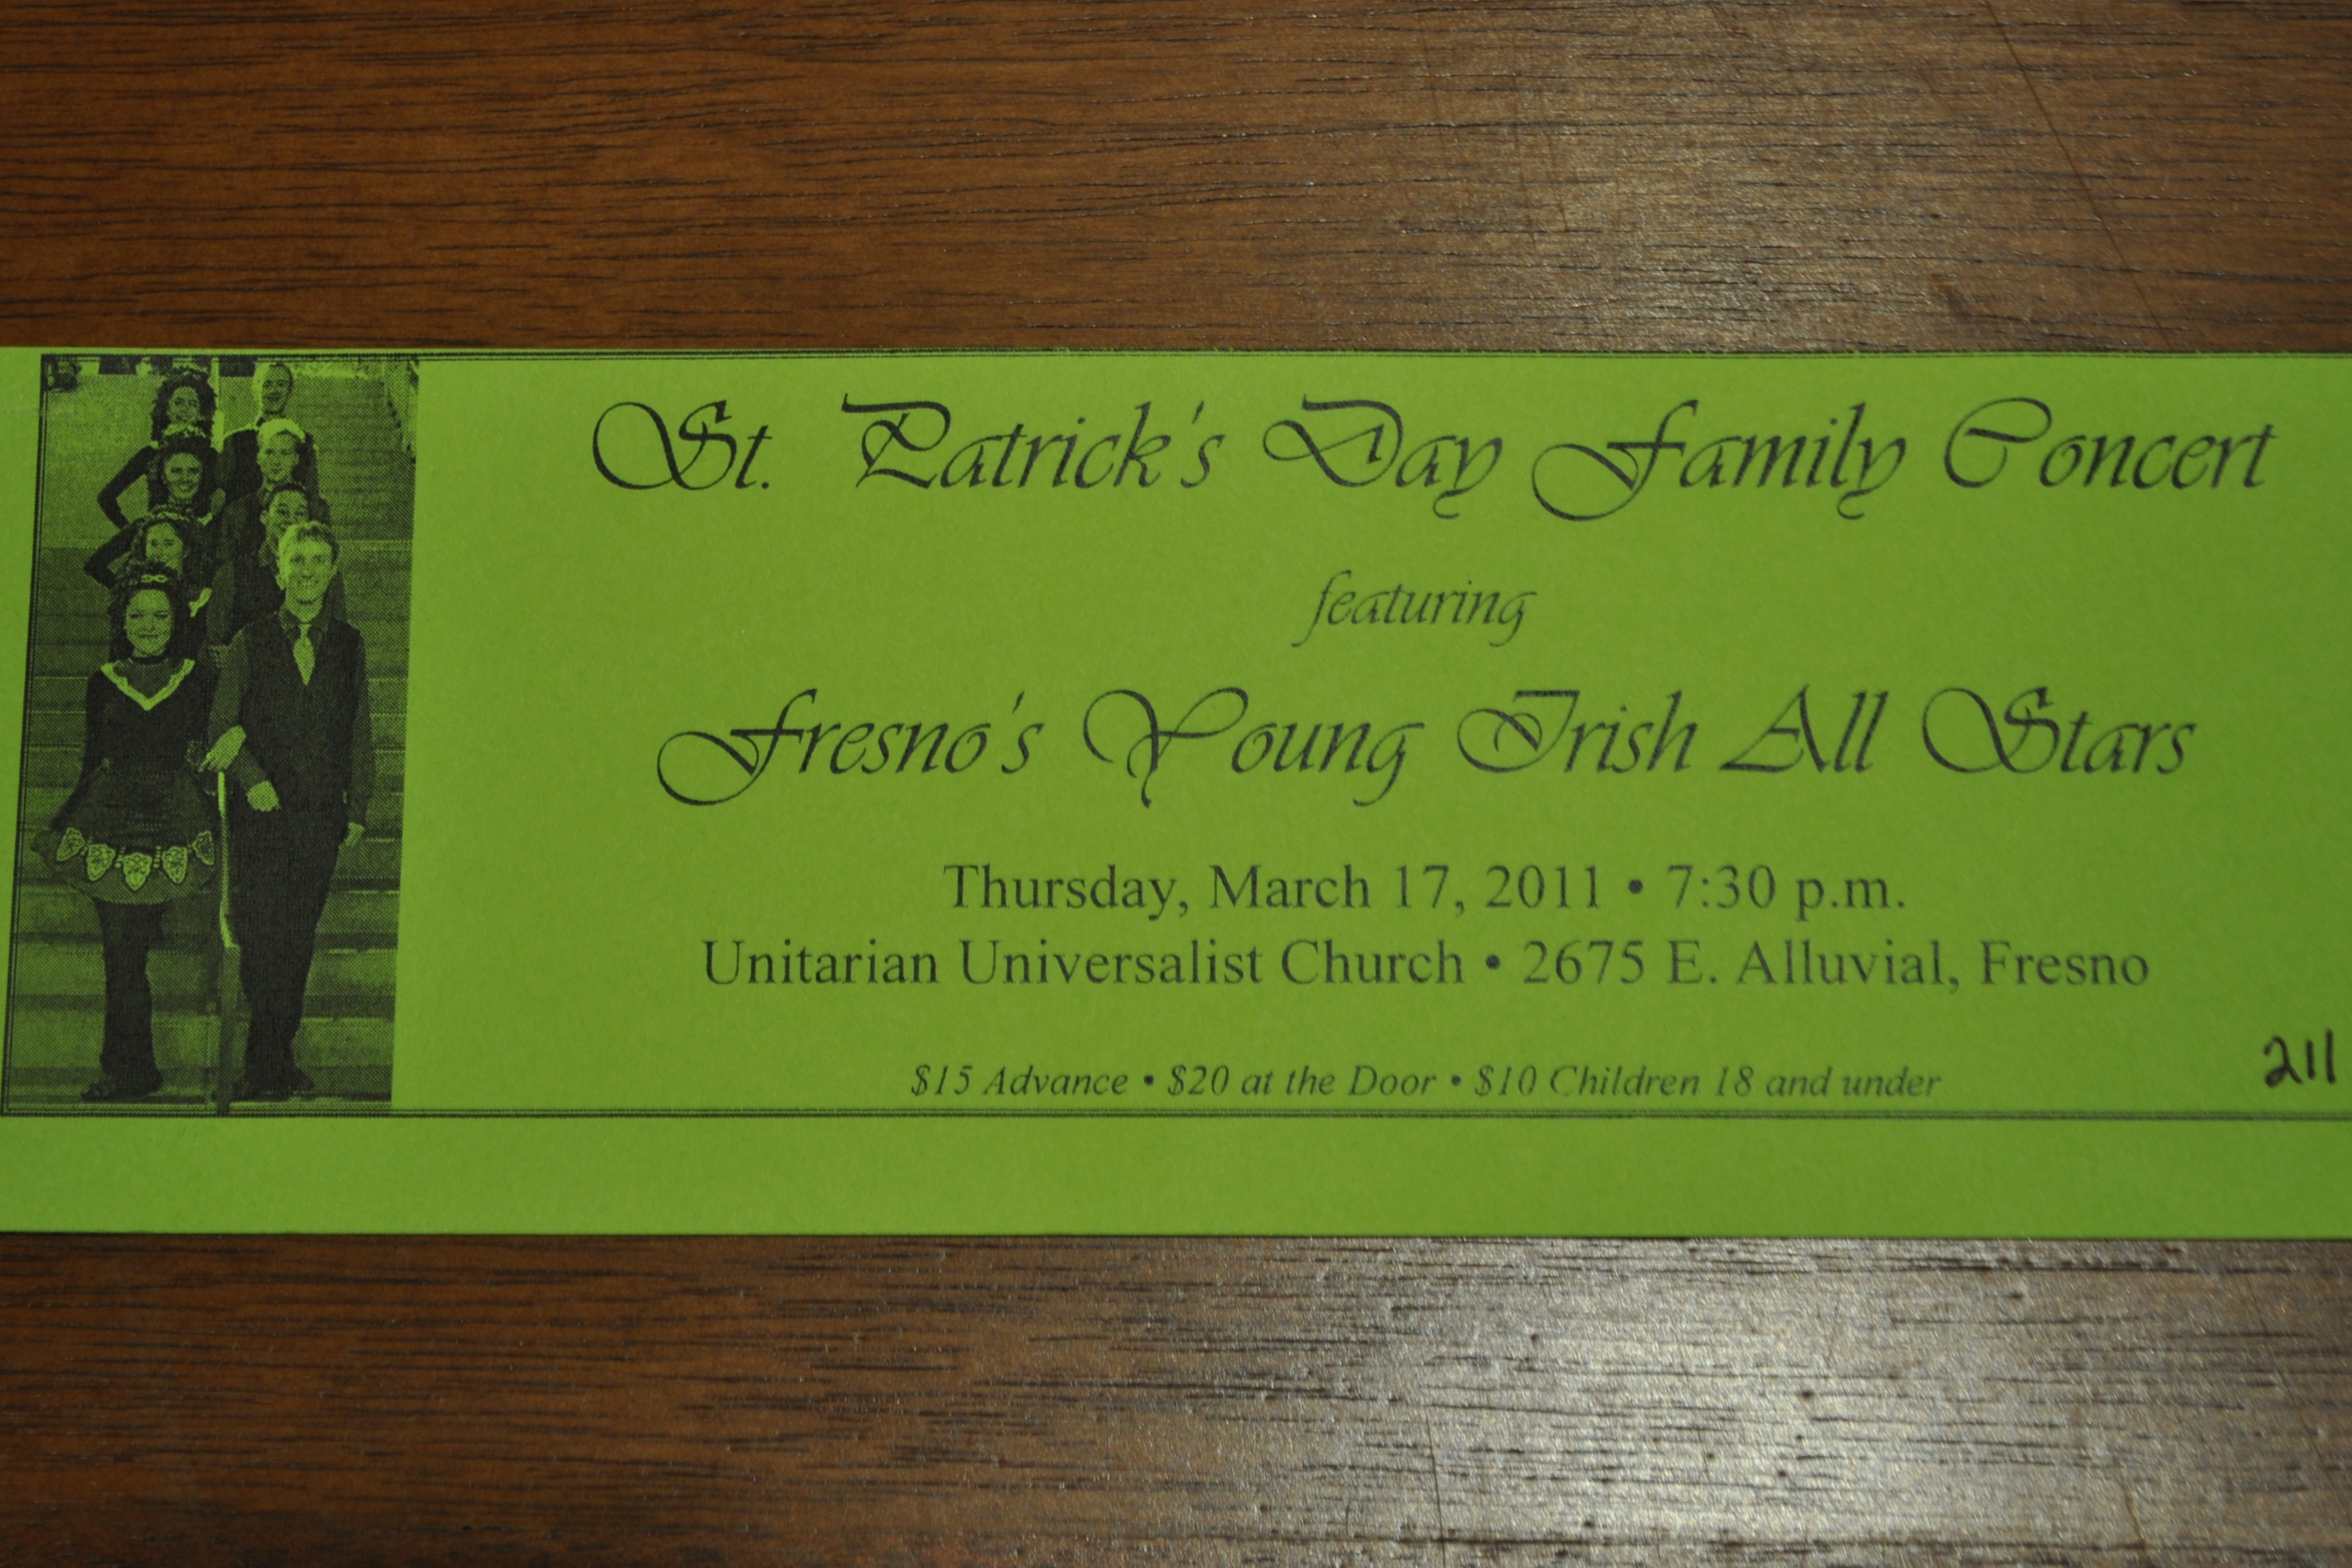 St. Patrick's Day Family Concert
featuring
Fresno's Young Irish All Stars
Thursday, March 17, 2011 • 7:30 p.m.
Unitarian Universalist Church • 2675 E. Alluvial, Fresno
$15 Advance • $20 at the Door • $10 Children 18 and under
211